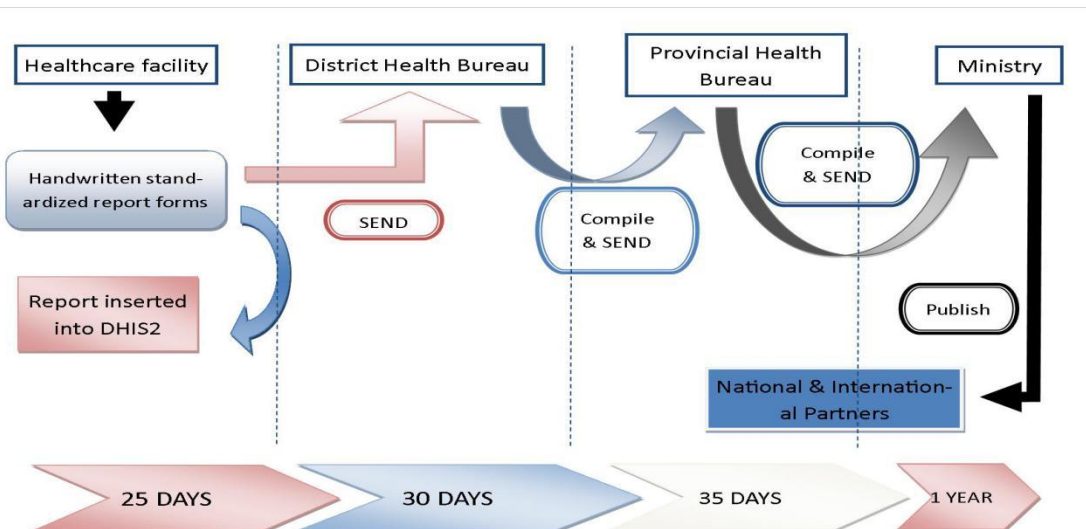 Healthcare facility
District Health Bureau
Provincial Health
Bureau
Ministry
Handwritten stand-
ardized report forms
SEND
Compile
& SEND
Compile
& SEND
Report inserted
into DHIS2
Publish
National & Internation-
al Partners
25 DAYS
30 DAYS
35 DAYS
1 YEAR